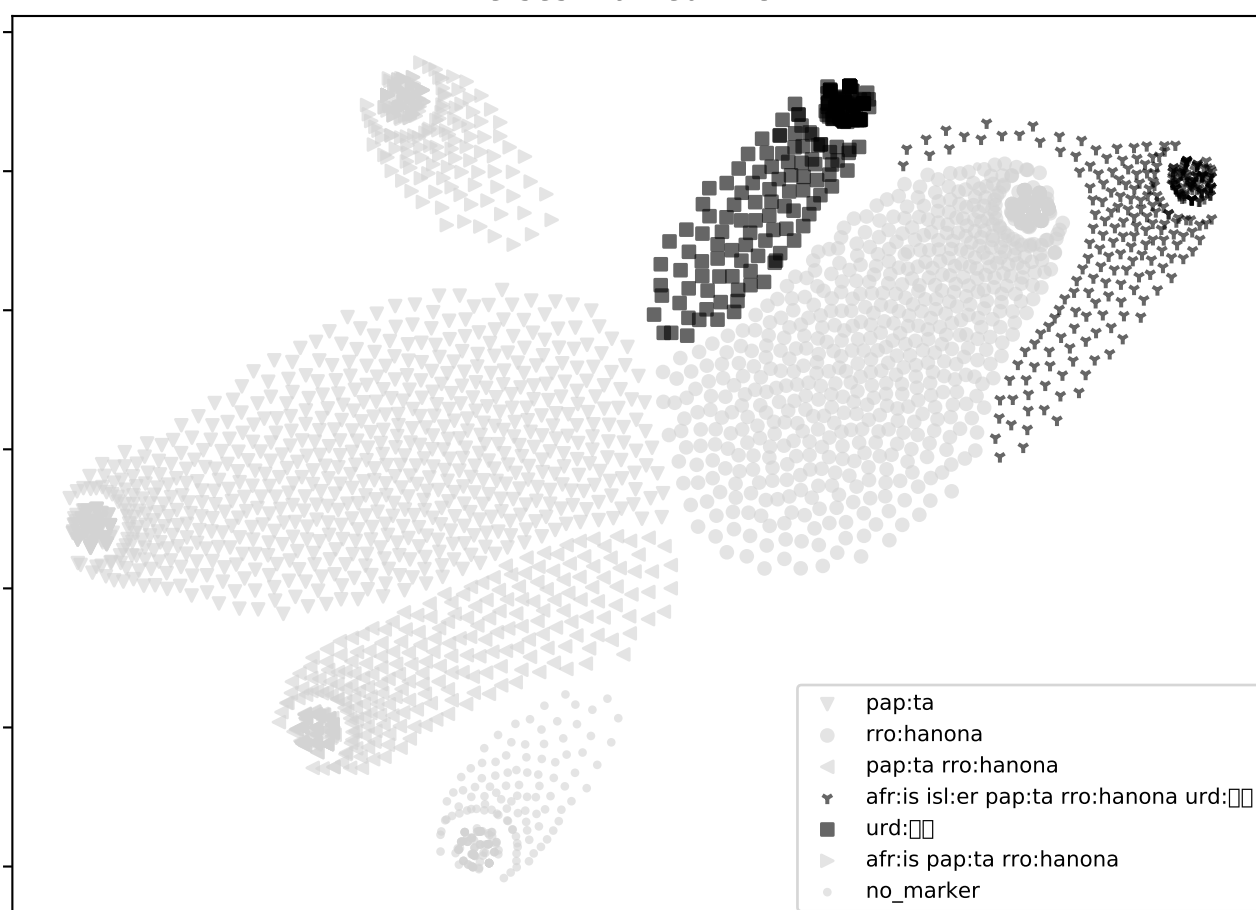 pap:ta
rro:hanona
pap:ta rro:hanona
afr:is isl:er pap:ta rro:hanona urd:▯▯
urd:▯▯
afr:is pap:ta rro:hanona
no_marker